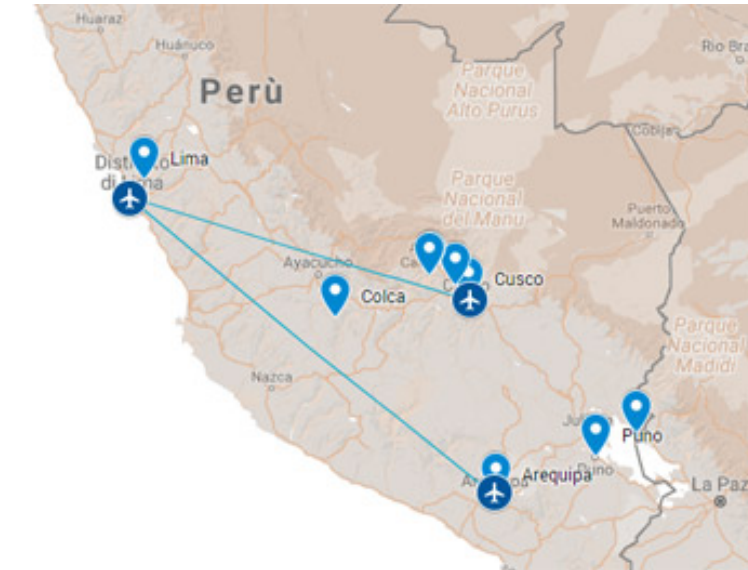 Huaraz
Huánuco
Perù
Rio Bra
Parque
Nacional
Alto Purus
Cobija
Lima
Parque
Nacional
del Manu
Puerto
Maldonado
Ayacucho
Cusco
Colca
Parque
Nacional
Madidi
Nazca
Puno
Arequipa
Puno
La Paz